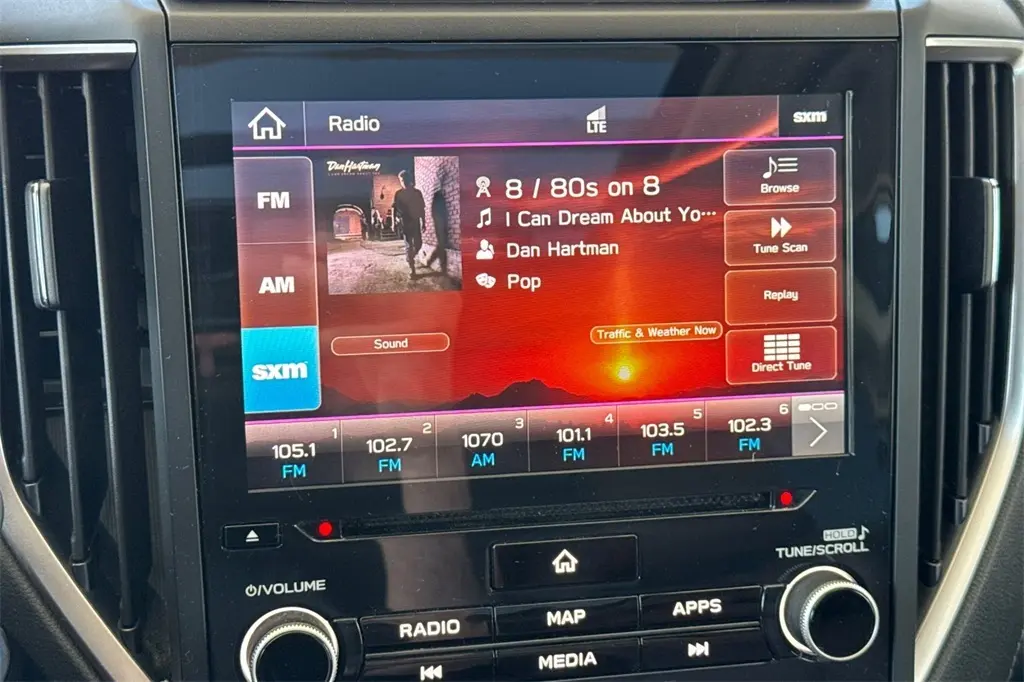 Radio
LTE
sxm
FM
AM
sxm
Dan Hartman
8 / 80s on 8
I Can Dream About Yo...
Dan Hartman
Pop
Browse
Tune Scan
Replay
Direct Tune
Sound
Traffic & Weather Now
1
105.1
FM
2
102.7
FM
3
1070
AM
4
101.1
FM
5
103.5
FM
6
102.3
FM
HOLD
TUNE/SCROLL
VOLUME
RADIO
MAP
APPS
MEDIA